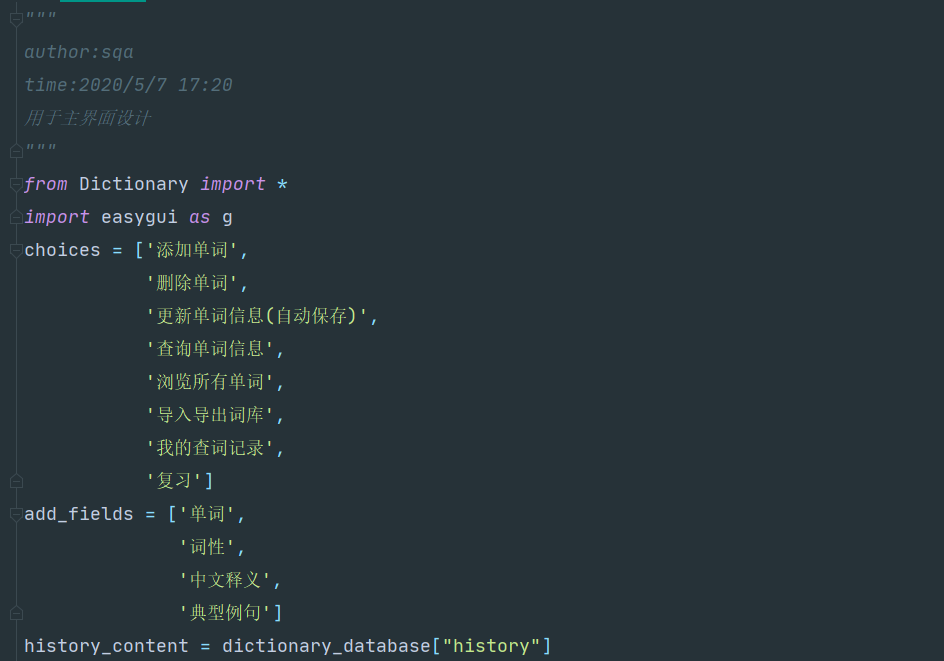 """
author:sqa
time:2020/5/7 17:20
用于主界面设计
"""
from Dictionary import *
import easygui as g
choices = ['添加单词',
'删除单词',
'更新单词信息(自动保存)',
'查询单词信息',
'浏览所有单词',
'导入导出词库',
'我的查词记录',
'复习']
add_fields = ['单词',
'词性',
'中文释义',
'典型例句']
history_content = dictionary_database["history"]